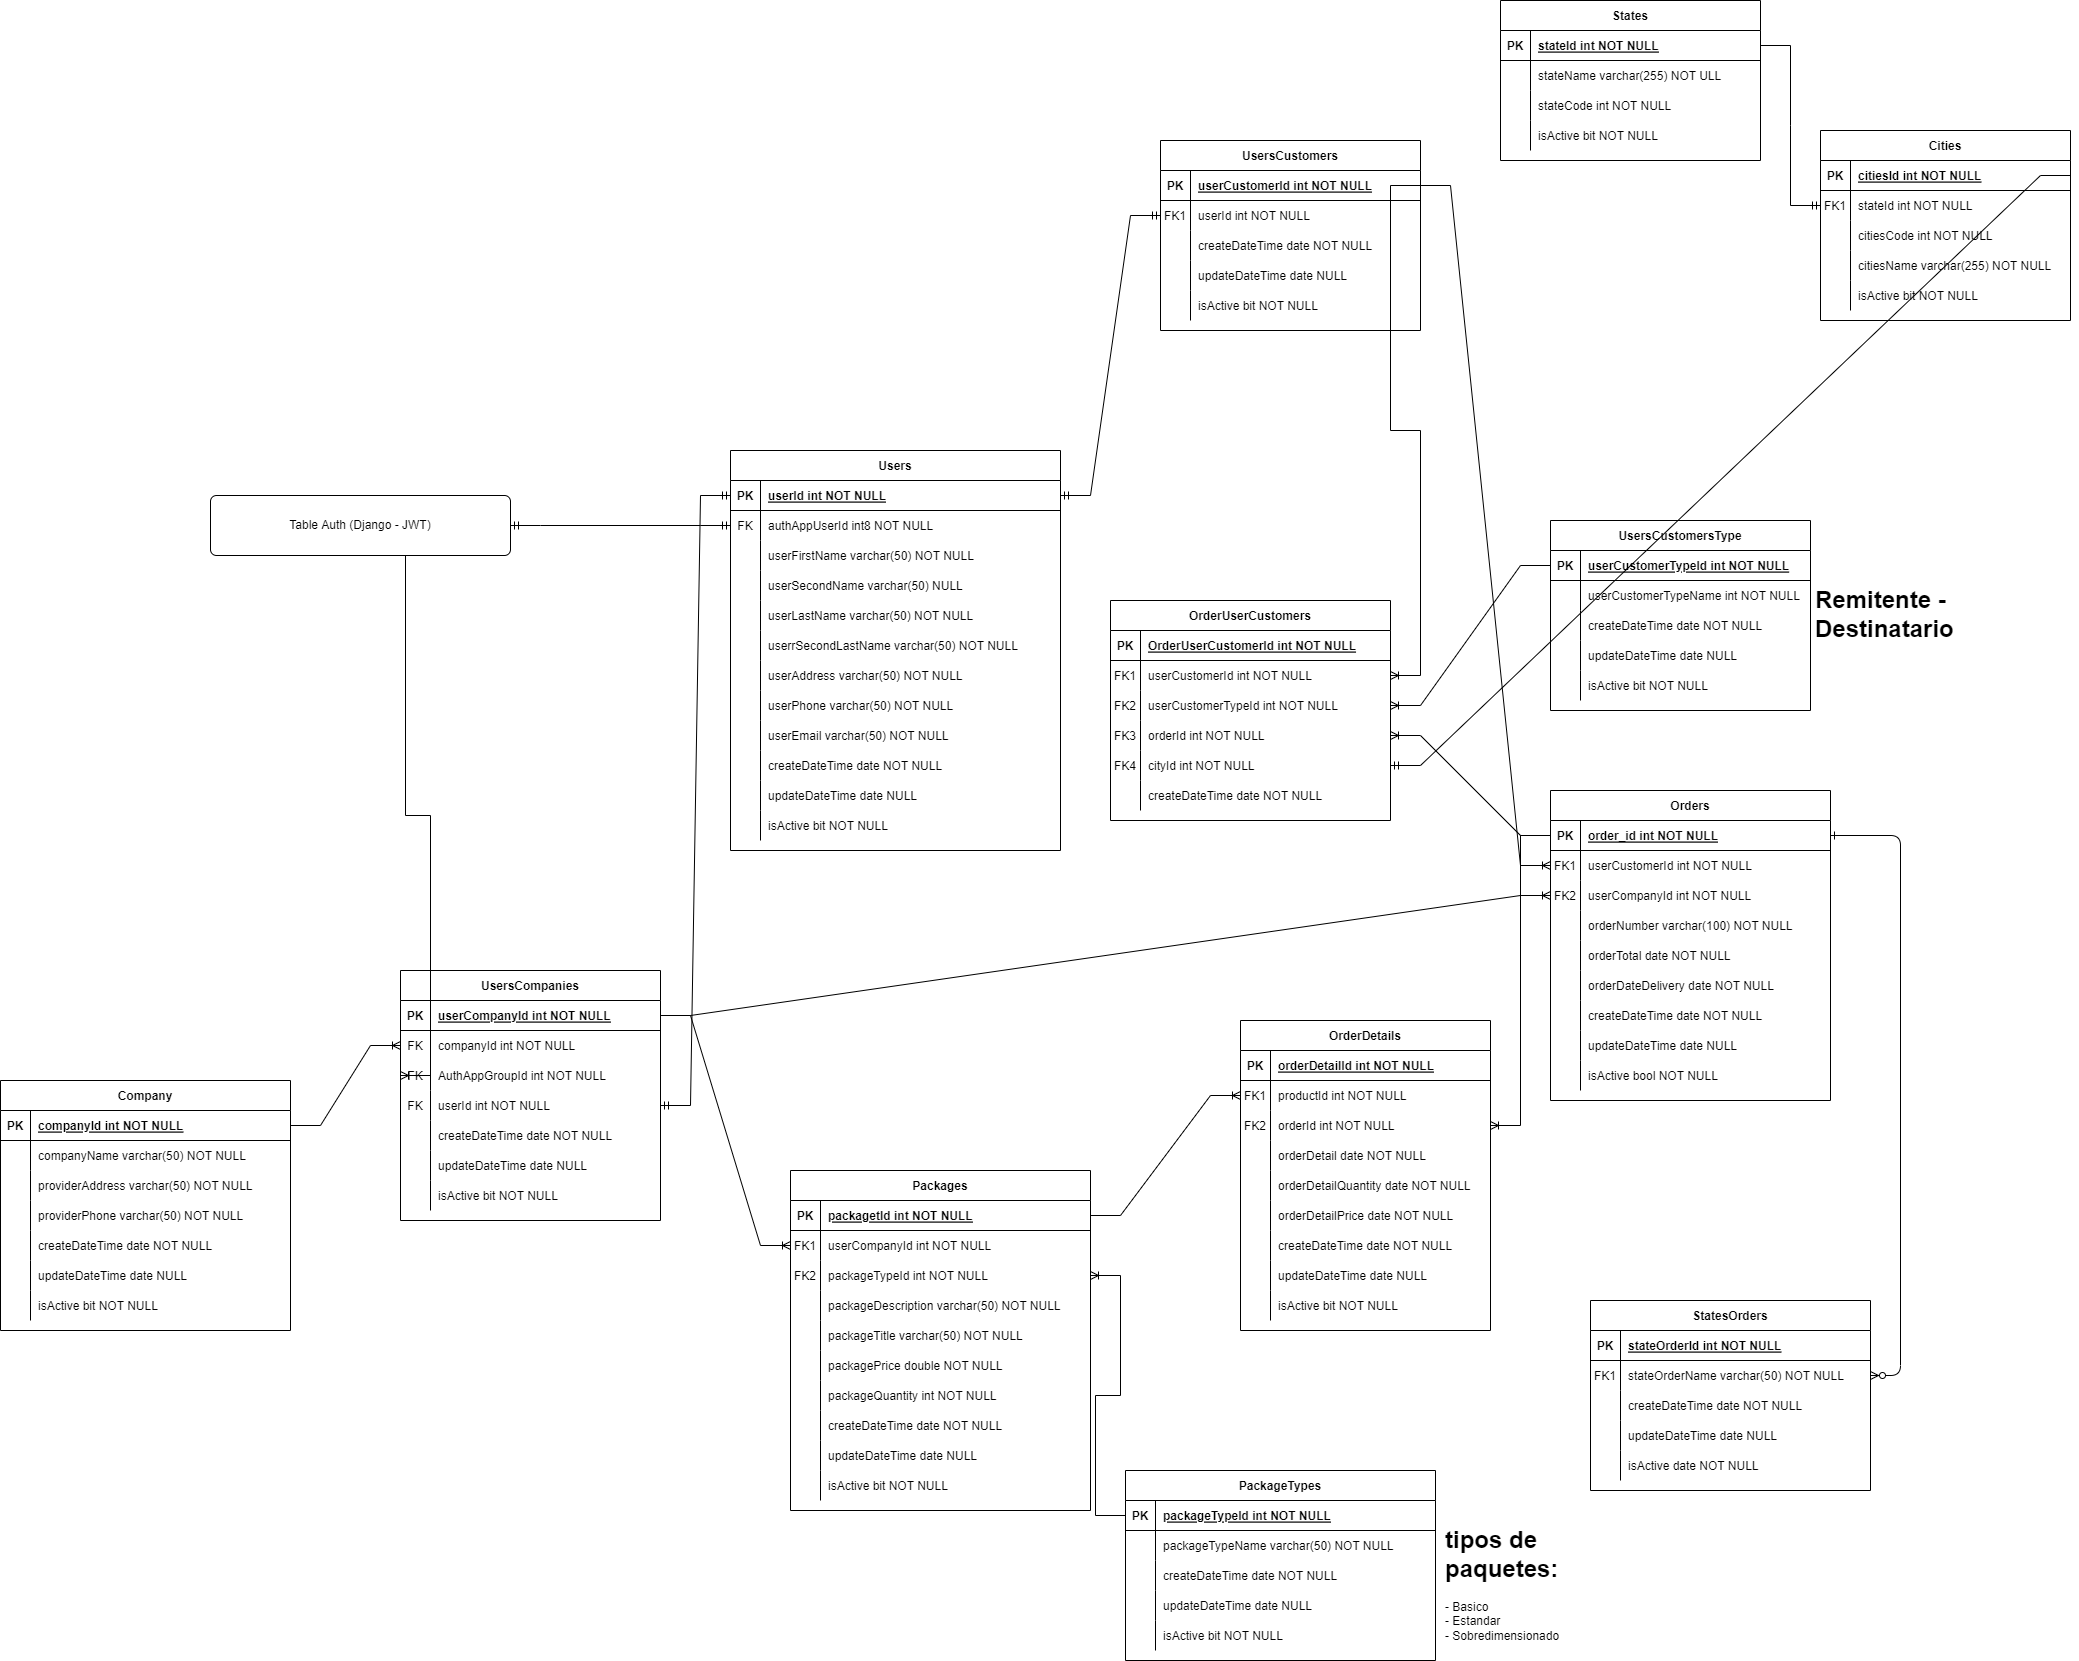 States
PK stateId int NOT NULL
stateName varchar(255) NOT ULL
stateCode int NOT NULL
isActive bit NOT NULL
Cities
PK citiesId int NOT NULL
FK1 stateId int NOT NULL
citiesCode int NOT NULL
citiesName varchar(255) NOT NULL
isActive bit NOT NULL
UsersCustomers
PK userCustomerId int NOT NULL
FK1 userId int NOT NULL
createDateTime date NOT NULL
updateDateTime date NULL
isActive bit NOT NULL
Users
PK userId int NOT NULL
FK authAppUserId int8 NOT NULL
userFirstName varchar(50) NOT NULL
userSecondName varchar(50) NULL
userLastName varchar(50) NOT NULL
userrSecondLastName varchar(50) NOT NULL
userAddress varchar(50) NOT NULL
userPhone varchar(50) NOT NULL
userEmail varchar(50) NOT NULL
createDateTime date NOT NULL
updateDateTime date NULL
isActive bit NOT NULL
Table Auth (Django - JWT)
UsersCustomersType
PK userCustomerTypeId int NOT NULL
userCustomerTypeName int NOT NULL
createDateTime date NOT NULL
updateDateTime date NULL
isActive bit NOT NULL
Remitente -
Destinatario
OrderUserCustomers
PK OrderUserCustomerId int NOT NULL
FK1 userCustomerId int NOT NULL
FK2 userCustomerTypeId int NOT NULL
FK3 orderId int NOT NULL
FK4 cityId int NOT NULL
createDateTime date NOT NULL
Orders
PK order_id int NOT NULL
FK1 userCustomerId int NOT NULL
FK2 userCompanyId int NOT NULL
orderNumber varchar(100) NOT NULL
orderTotal date NOT NULL
orderDateDelivery date NOT NULL
createDateTime date NOT NULL
updateDateTime date NULL
isActive bool NOT NULL
UsersCompanies
PK userCompanyId int NOT NULL
FK companyId int NOT NULL
FK AuthAppGroupId int NOT NULL
FK userId int NOT NULL
createDateTime date NOT NULL
updateDateTime date NULL
isActive bit NOT NULL
Company
PK companyId int NOT NULL
companyName varchar(50) NOT NULL
providerAddress varchar(50) NOT NULL
providerPhone varchar(50) NOT NULL
createDateTime date NOT NULL
updateDateTime date NULL
isActive bit NOT NULL
OrderDetails
PK orderDetailId int NOT NULL
FK1 productId int NOT NULL
FK2 orderId int NOT NULL
orderDetail date NOT NULL
orderDetailQuantity date NOT NULL
orderDetailPrice date NOT NULL
createDateTime date NOT NULL
updateDateTime date NULL
isActive bit NOT NULL
Packages
PK packagetId int NOT NULL
FK1 userCompanyId int NOT NULL
FK2 packageTypeId int NOT NULL
packageDescription varchar(50) NOT NULL
packageTitle varchar(50) NOT NULL
packagePrice double NOT NULL
packageQuantity int NOT NULL
createDateTime date NOT NULL
updateDateTime date NULL
isActive bit NOT NULL
StatesOrders
PK stateOrderId int NOT NULL
FK1 stateOrderName varchar(50) NOT NULL
createDateTime date NOT NULL
updateDateTime date NULL
isActive date NOT NULL
PackageTypes
PK packageTypeId int NOT NULL
packageTypeName varchar(50) NOT NULL
createDateTime date NOT NULL
updateDateTime date NULL
isActive bit NOT NULL
tipos de
paquetes:
- Basico
- Estandar
- Sobredimensionado